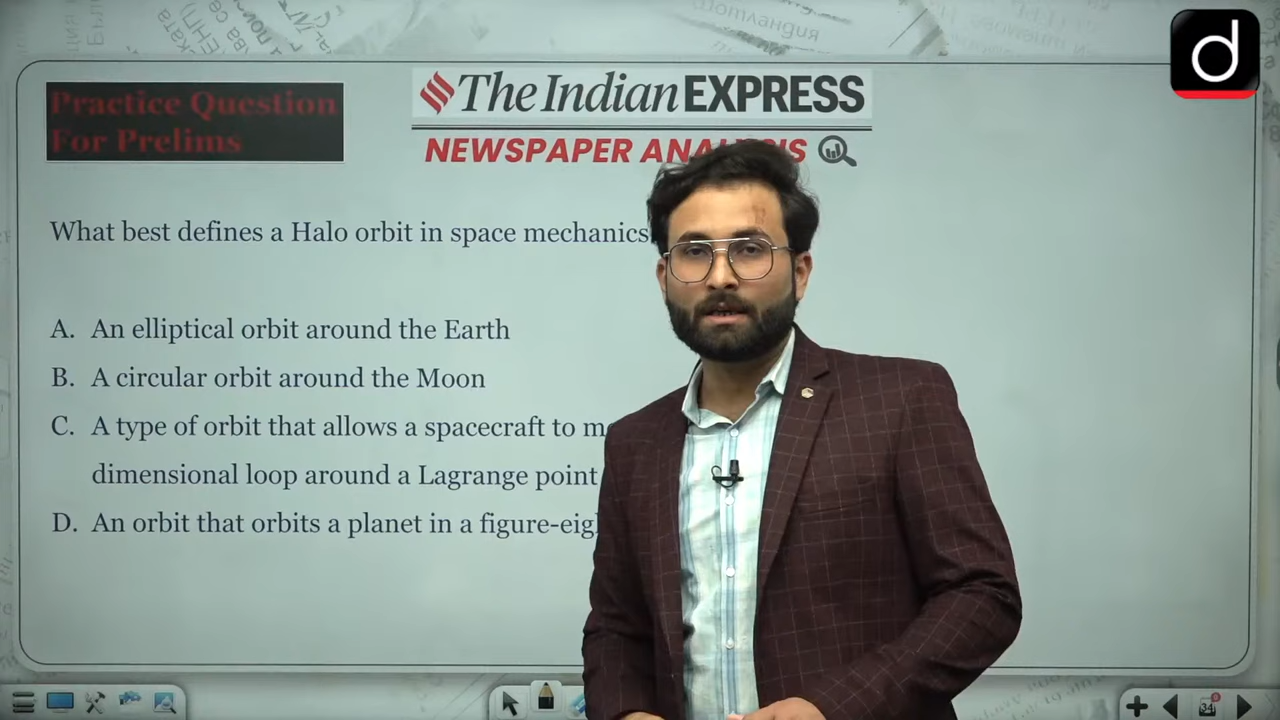 d
Practice Question
For Prelims
The Indian EXPRESS
NEWSPAPER ANALYSIS
What best defines a Halo orbit in space mechanics
A. An elliptical orbit around the Earth
B. A circular orbit around the Moon
C. A type of orbit that allows a spacecraft to
dimensional loop around a Lagrange point
D. An orbit that orbits a planet in a
34